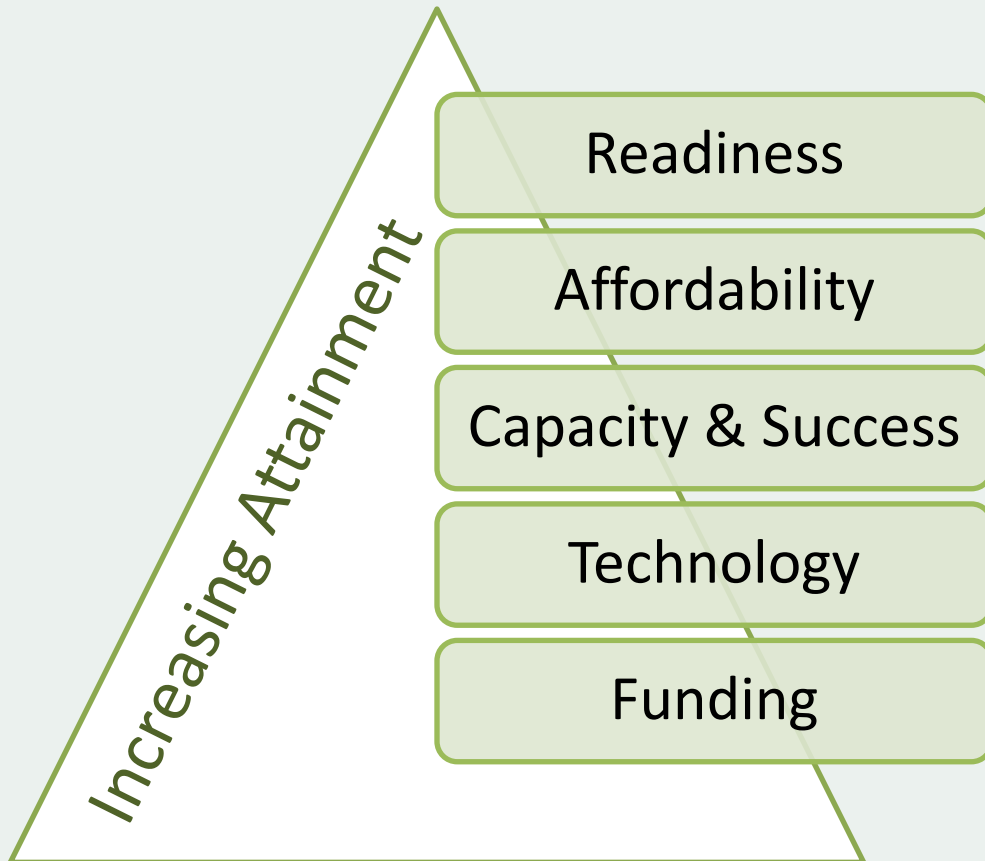 Readiness
Affordability
Capacity & Success
Technology
Funding
Increasing Attainment